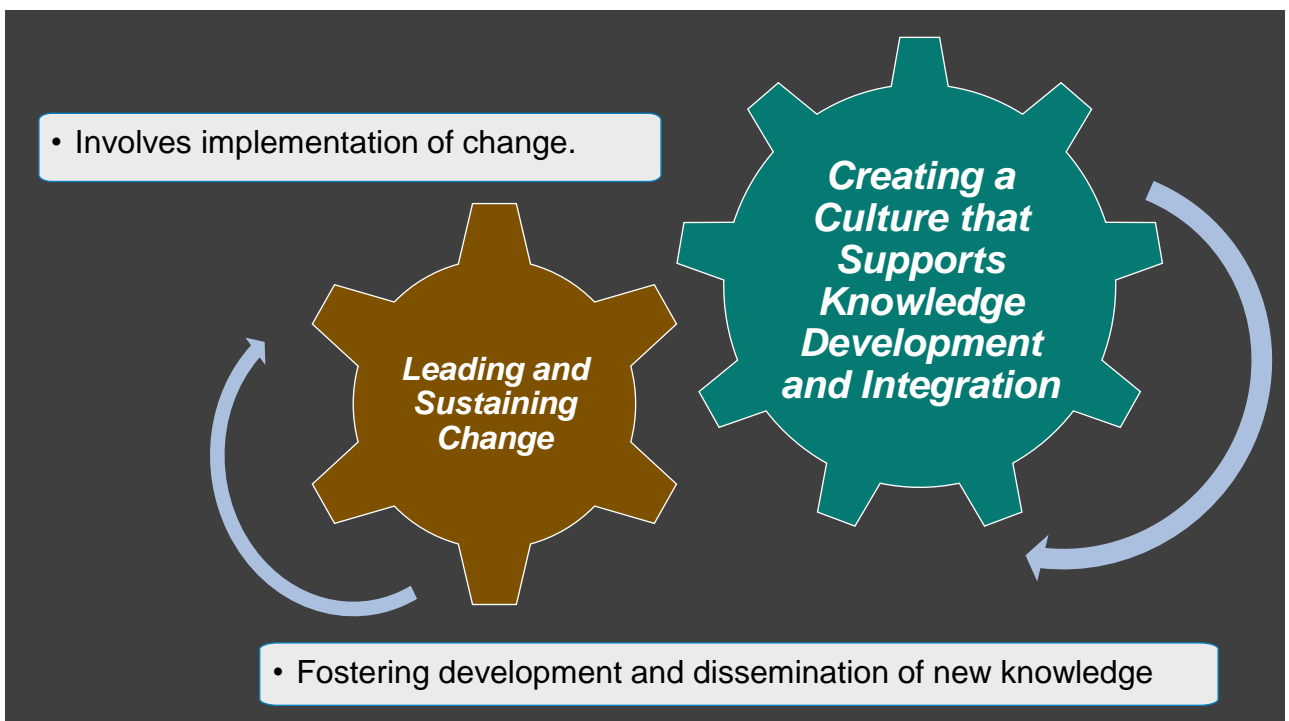 • Involves implementation of change.
Creating a
Culture that
Supports
Knowledge
Development
and Integration
Leading and
Sustaining
Change
• Fostering development and dissemination of new knowledge